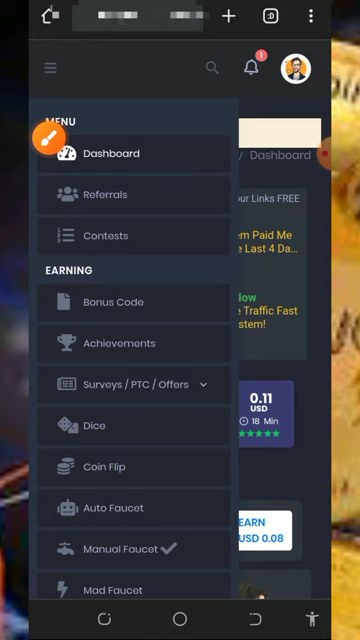 :D
1
MENU
Dashboard
/ Dashboard
Referrals
our Links FREE
Contests
em Paid Me
e Last 4 Da...
EARNING
Bonus Code
Now
e Traffic Fast
stem!
Achievements
Surveys / PTC / Offers
0.11
USD
18 Min
Dice
Coin Flip
Auto Faucet
EARN
USD 0.08
Manual Faucet
Mad Faucet